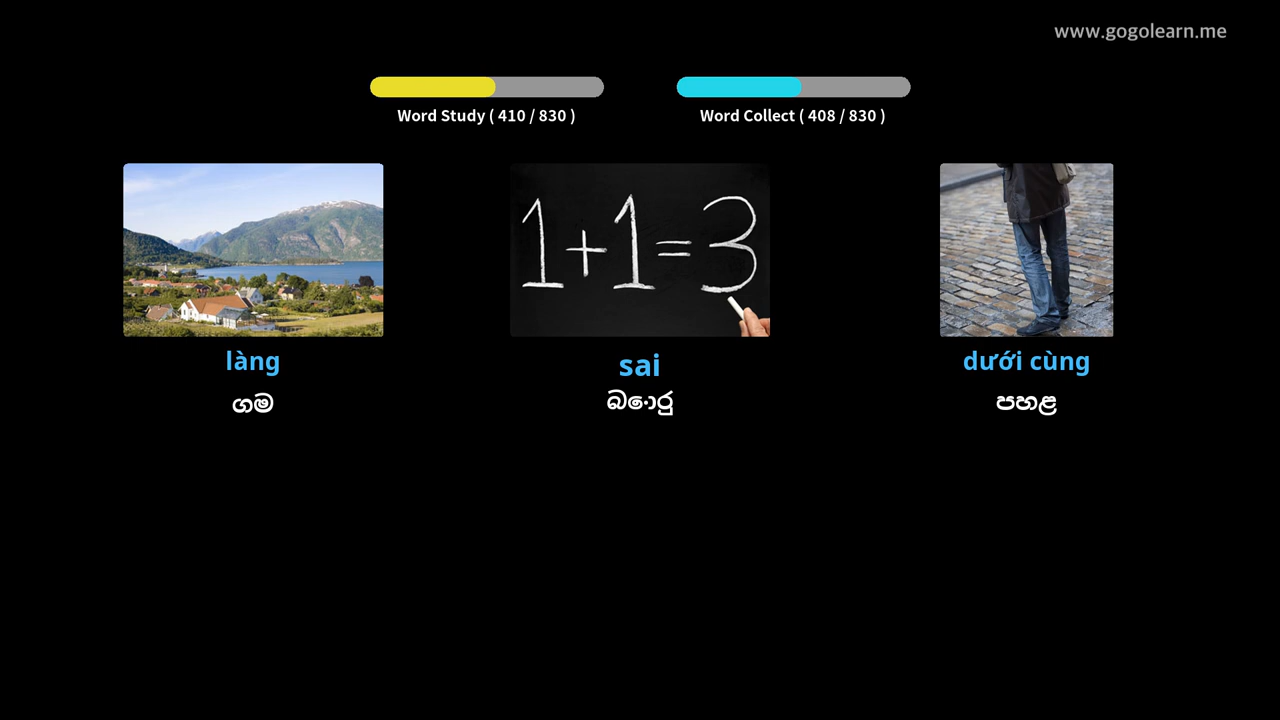 www.gogolearn.me
Word Study ( 410 / 830 )
Word Collect ( 408 / 830 )
1+1=3
làng
sai
dưới cùng
ගම
බොරු
පහළ